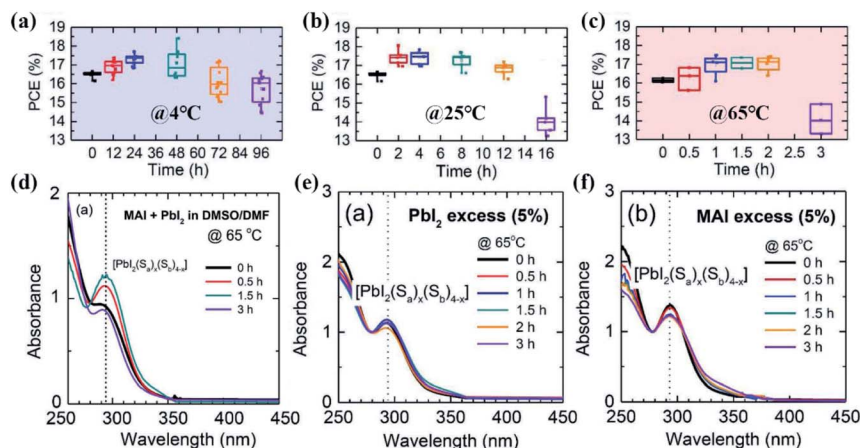 (a)
PCE (%)
19
18
17
16
15
14
13
@4°C
0 12 24 36 48 60 72 84 96
Time (h)
(b)
PCE (%)
19
18
17
16
15
14
13
@25°C
0 2 4 6 8 10 12 14 16
Time (h)
(c)
PCE (%)
19
18
17
16
15
14
13
@65°C
0 0.5 1 1.5 2 2.5 3
Time (h)
(d)
(a)
MAI + PbI2 in DMSO/DMF
@ 65 °C
[PbI2(Sa)x(Sb)4-x]
0 h
0.5 h
1.5 h
3 h
Absorbance
2
1
0
250 300 350 400 450
Wavelength (nm)
(e)
(a)
PbI2 excess (5%)
@ 65°C
[PbI2(Sa)x(Sb)4-x]
0 h
0.5 h
1 h
1.5 h
2 h
3 h
Absorbance
3
2
1
0
250 300 350 400 450
Wavelength (nm)
(f)
(b)
MAI excess (5%)
@ 65°C
[PbI2(Sa)x(Sb)4-x]
0 h
0.5 h
1 h
1.5 h
2 h
3 h
Absorbance
3
2
1
0
250 300 350 400 450
Wavelength (nm)